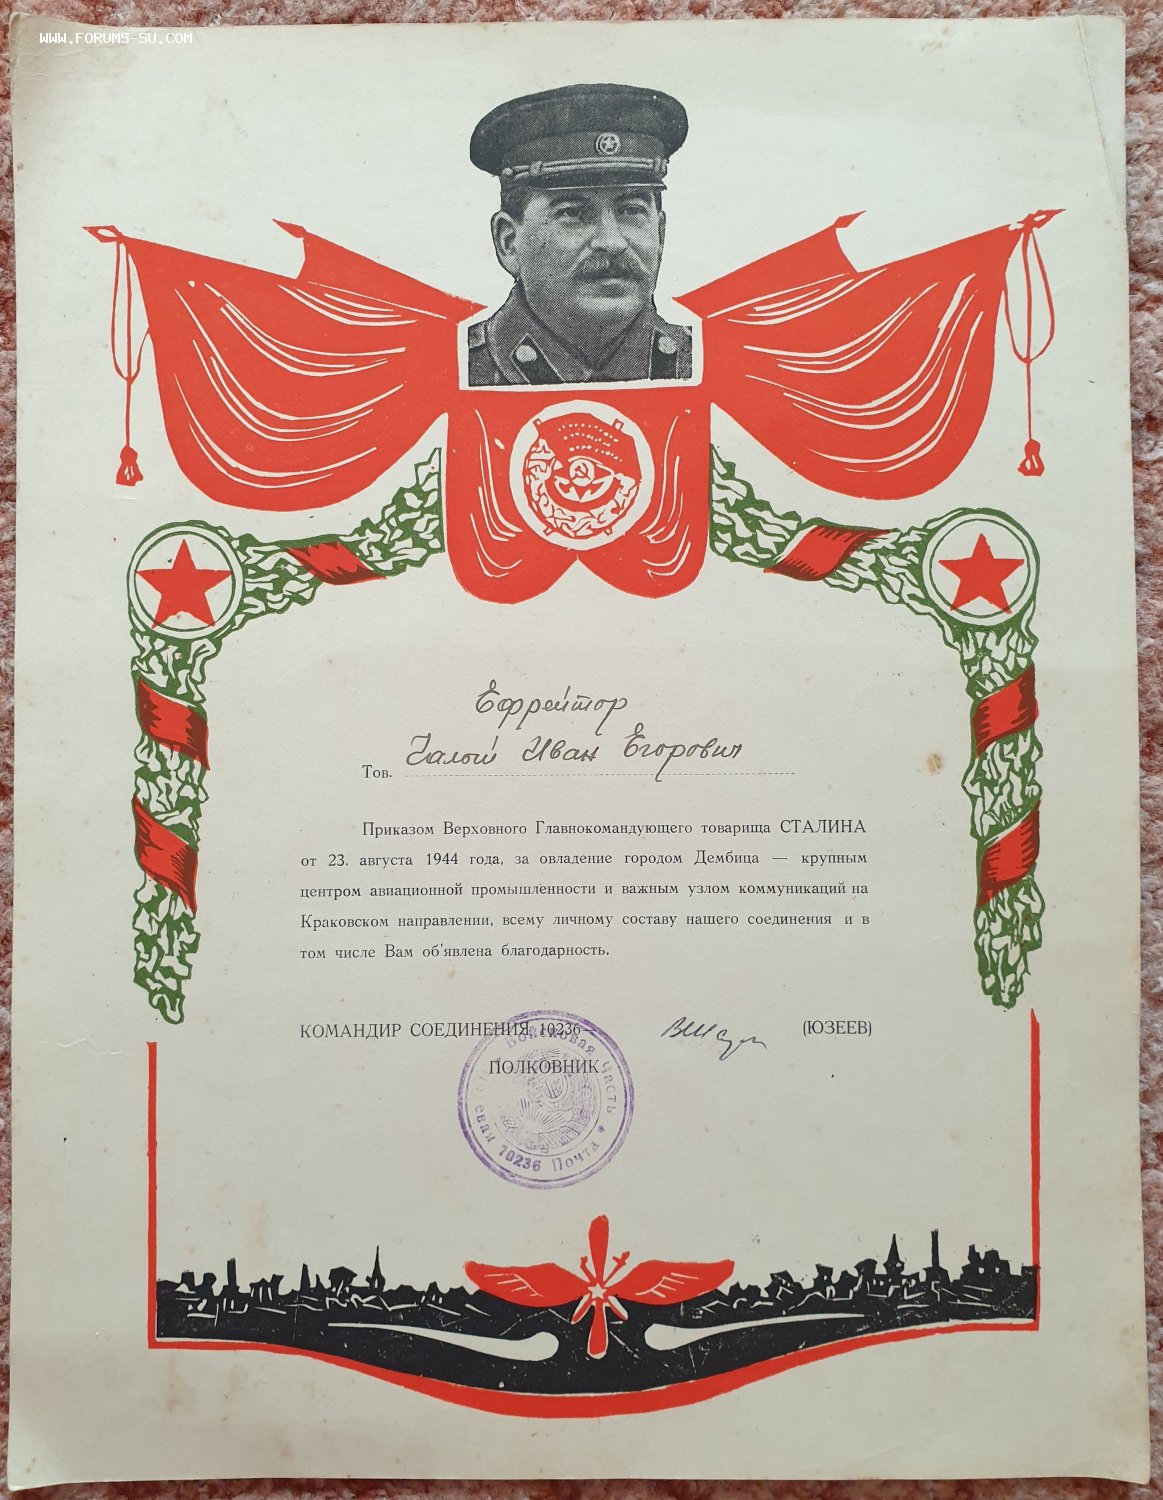 WWW.FORUMS-SU.COM
Ефрейтор
Тов. Чалый Иван Егорович
Приказом Верховного Главнокомандующего товарища СТАЛИНА
от 23. августа 1944 года, за овладение городом Дембица — крупным
центром авиационной промышленности и важным узлом коммуникаций на
Краковском направлении, всему личному составу нашего соединения и в
том числе Вам об'явлена благодарность.
КОМАНДИР СОЕДИНЕНИЯ 10236— (ЮЗЕЕВ)
ПОЛКОВНИК
Войсковая Часть
10236 Почта